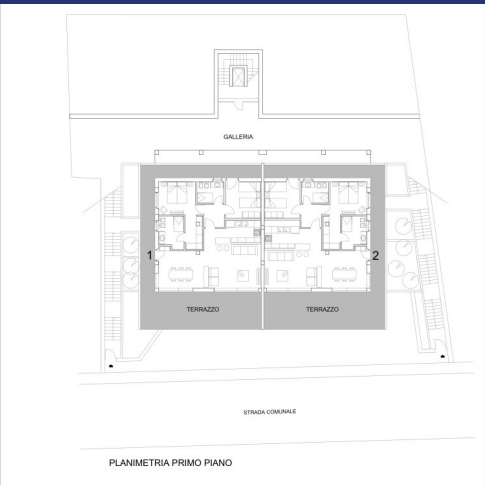 GALLERIA
1
2
TERRAZZO
TERRAZZO
STRADA COMUNALE
PLANIMETRIA PRIMO PIANO